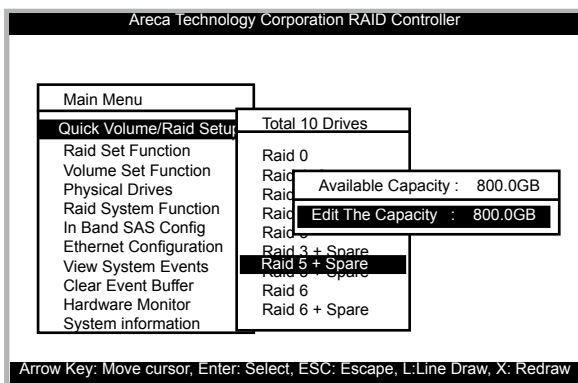 Areca Technology Corporation RAID Controller
Main Menu
Quick Volume/Raid Setup
Raid Set Function
Volume Set Function
Physical Drives
Raid System Function
In Band SAS Config
Ethernet Configuration
View System Events
Clear Event Buffer
Hardware Monitor
System information
Total 10 Drives
Raid 0
Raid
Raid
Raid
Raid 3 + Spare
Raid 5 + Spare
Raid 6
Raid 6 + Spare
Available Capacity : 800.0GB
Edit The Capacity : 800.0GB
Arrow Key: Move cursor, Enter: Select, ESC: Escape, L:Line Draw, X: Redraw